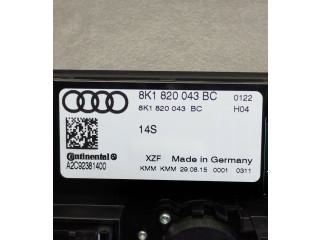 8K1 820 043 BC 0122
8K1 820 043 BC H04
14S
Continental
A2C92381400
XZF Made in Germany
KMM KMM 29.08.15 0001 0311